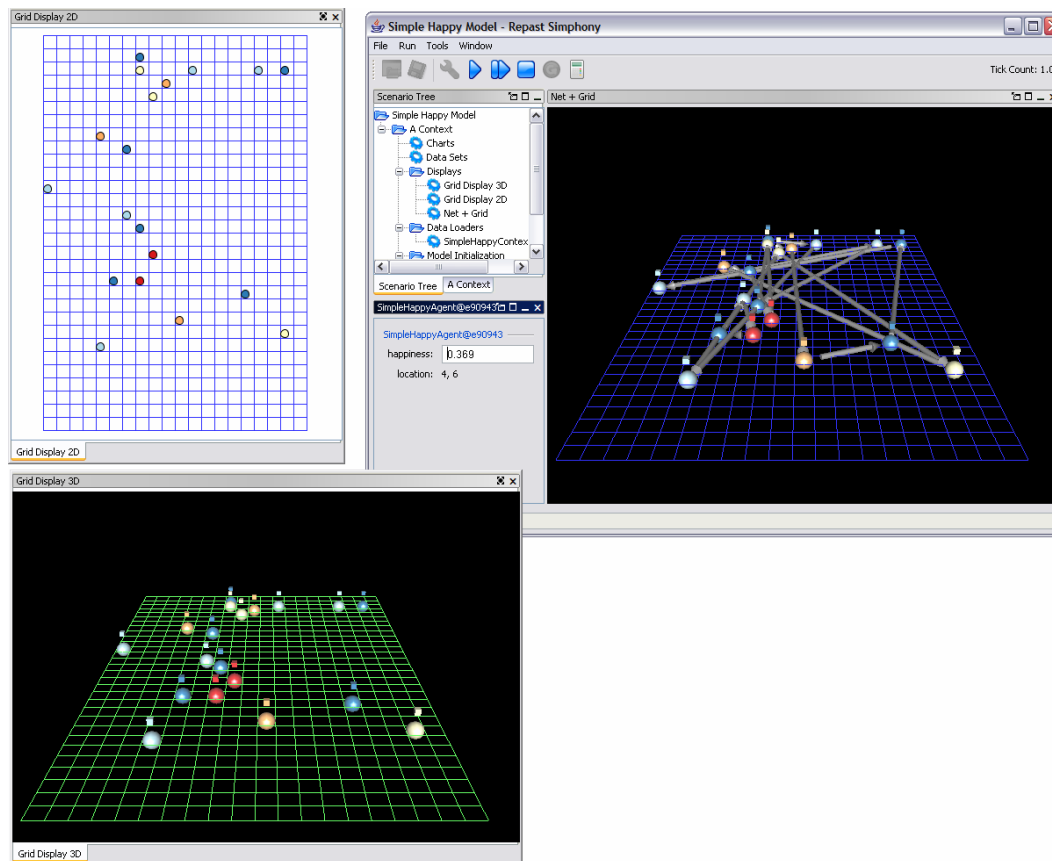 Grid Display 2D
Grid Display 2D
Simple Happy Model - Repast Simphony
File Run Tools Window
Tick Count: 1.0
Scenario Tree
Simple Happy Model
A Context
Charts
Data Sets
Displays
Grid Display 3D
Grid Display 2D
Net + Grid
Data Loaders
SimpleHappyContex
Model Initialization
Scenario Tree A Context
SimpleHappyAgent@e90943
SimpleHappyAgent@e90943
happiness: 0.369
location: 4, 6
Net + Grid
Grid Display 3D
Grid Display 3D